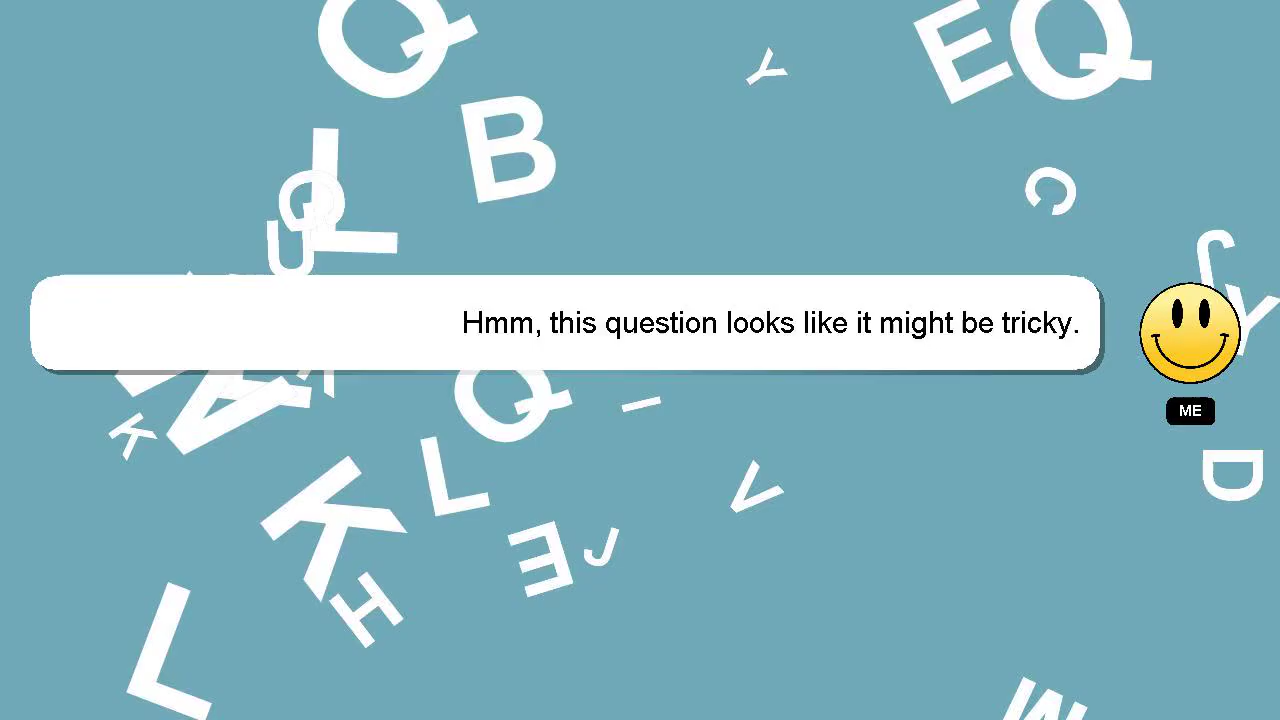 Q
E
Q
Y
B
L
Q
U
C
J
Y
Hmm, this question looks like it might be tricky.
ME
K
A
K
Q
I
L
V
D
K
E
J
H
L
M